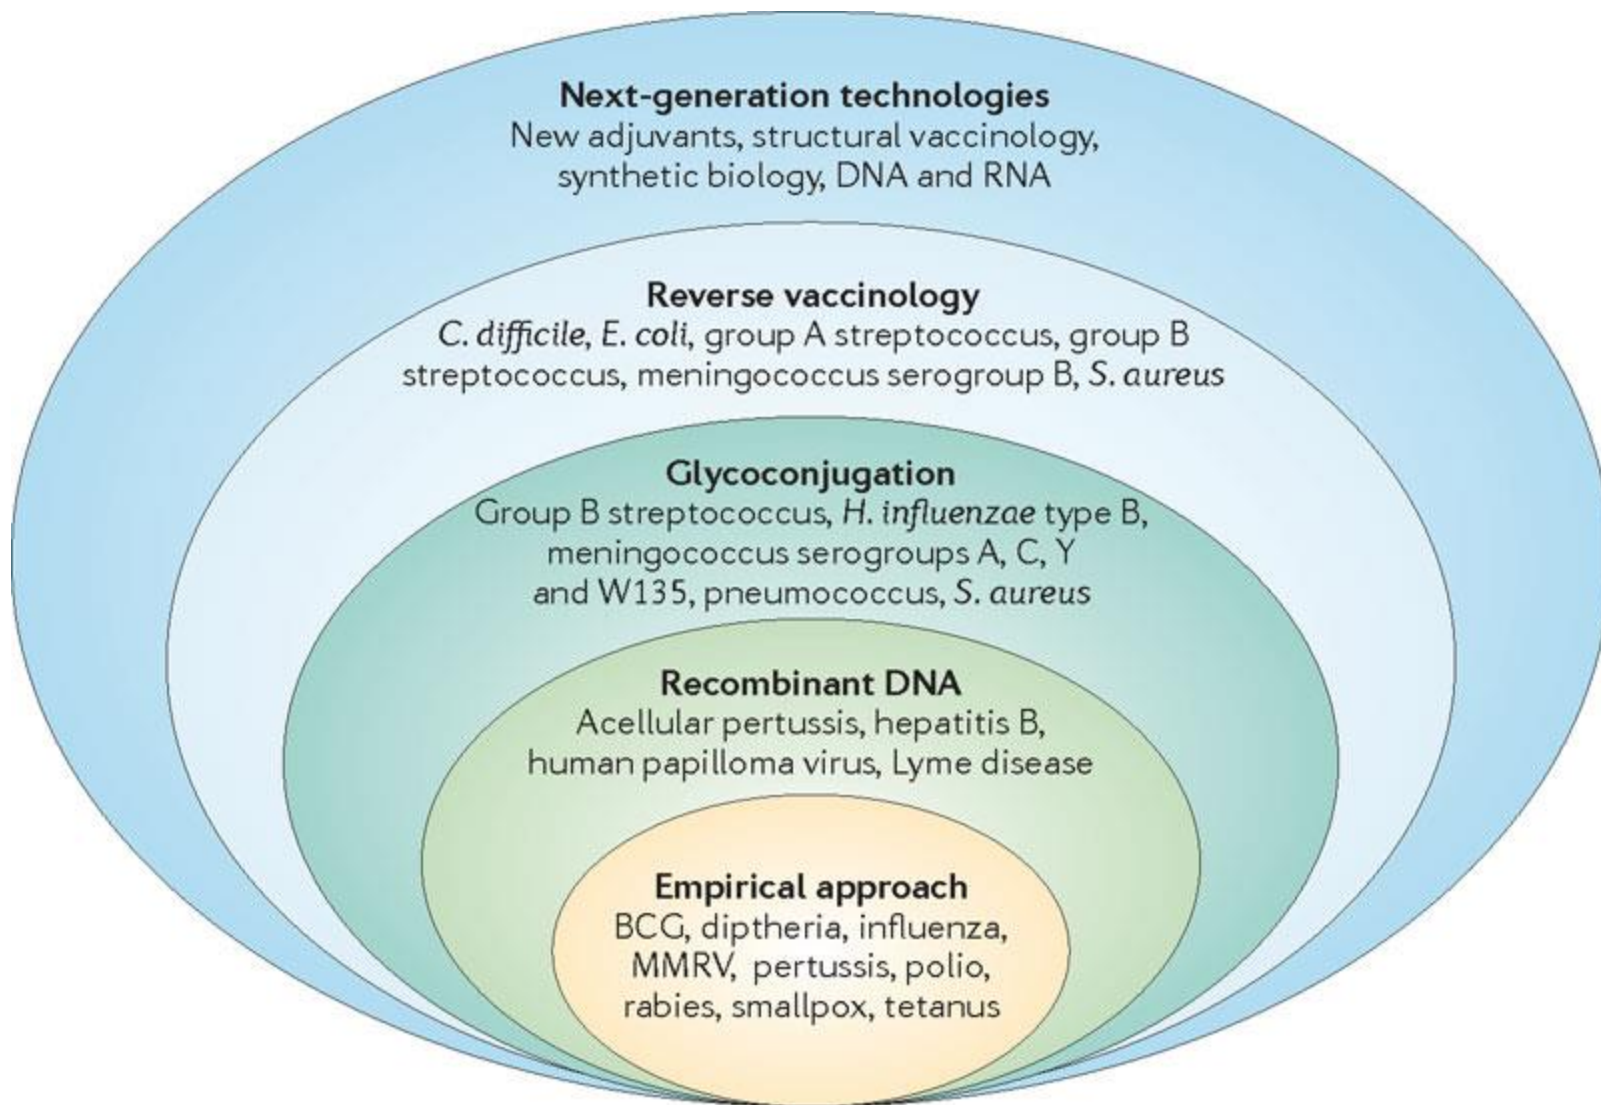 Next-generation technologies
New adjuvants, structural vaccinology,
synthetic biology, DNA and RNA
Reverse vaccinology
C. difficile, E. coli, group A streptococcus, group B
streptococcus, meningococcus serogroup B, S. aureus
Glycoconjugation
Group B streptococcus, H. influenzae type B,
meningococcus serogroups A, C, Y
and W135, pneumococcus, S. aureus
Recombinant DNA
Acellular pertussis, hepatitis B,
human papilloma virus, Lyme disease
Empirical approach
BCG, diptheria, influenza,
MMRV, pertussis, polio,
rabies, smallpox, tetanus